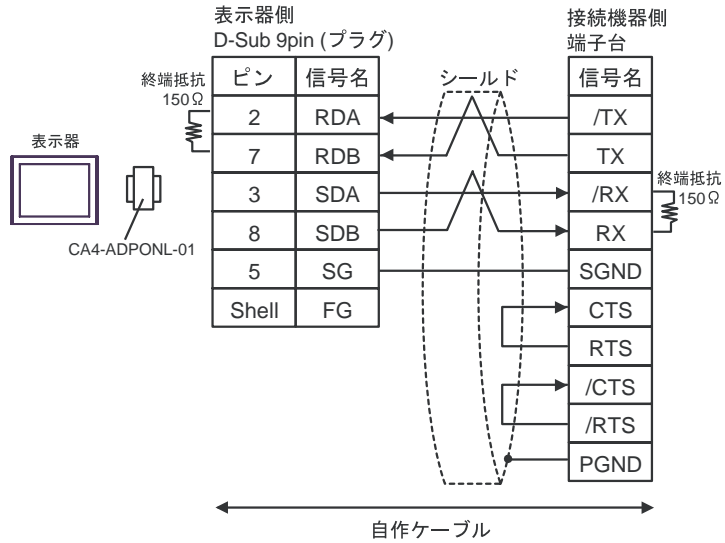 表示器側
D-Sub 9pin (プラグ)
接続機器側
端子台
終端抵抗
150Ω
ピン 信号名
シールド
信号名
2 RDA
/TX
7 RDB
TX
表示器
3 SDA
/RX
終端抵抗
150Ω
8 SDB
RX
CA4-ADPONL-01
5 SG
SGND
Shell FG
CTS
RTS
/CTS
/RTS
PGND
自作ケーブル